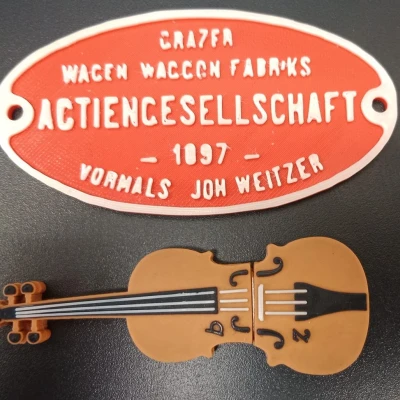 GRAZER
WAGEN WAGGON FABRIKS
ACTIENGESELLSCHAFT
- 1897 -
VORMALS JOH WEITZER